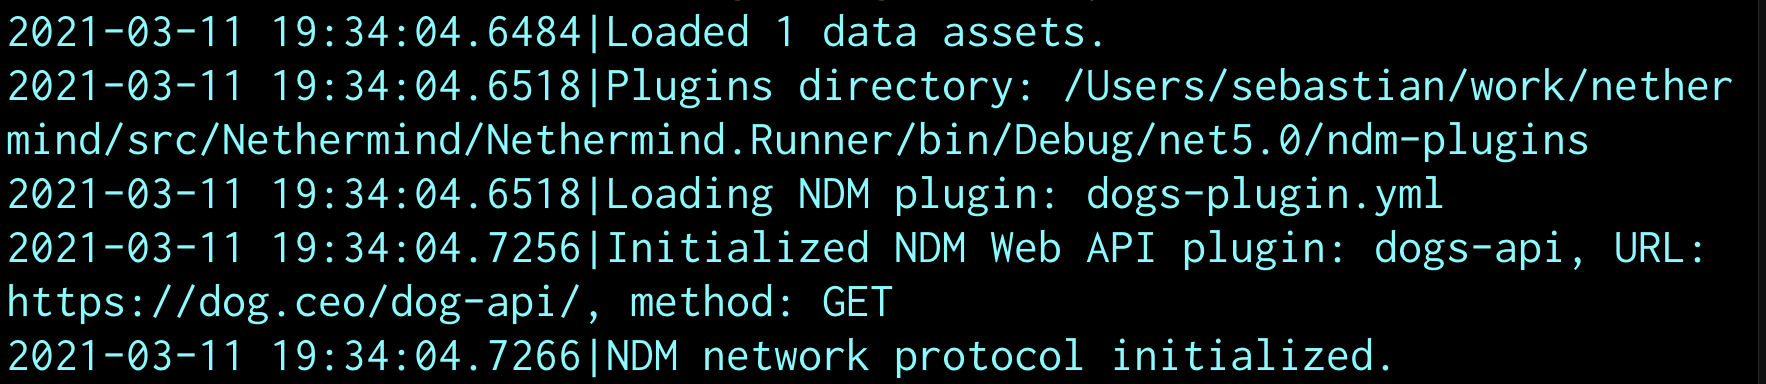 2021-03-11 19:34:04.6484|Loaded 1 data assets.
2021-03-11 19:34:04.6518|Plugins directory: /Users/sebastian/work/nether
mind/src/Nethermind/Nethermind.Runner/bin/Debug/net5.0/ndm-plugins
2021-03-11 19:34:04.6518|Loading NDM plugin: dogs-plugin.yml
2021-03-11 19:34:04.7256|Initialized NDM Web API plugin: dogs-api, URL:
https://dog.ceo/dog-api/, method: GET
2021-03-11 19:34:04.7266|NDM network protocol initialized.